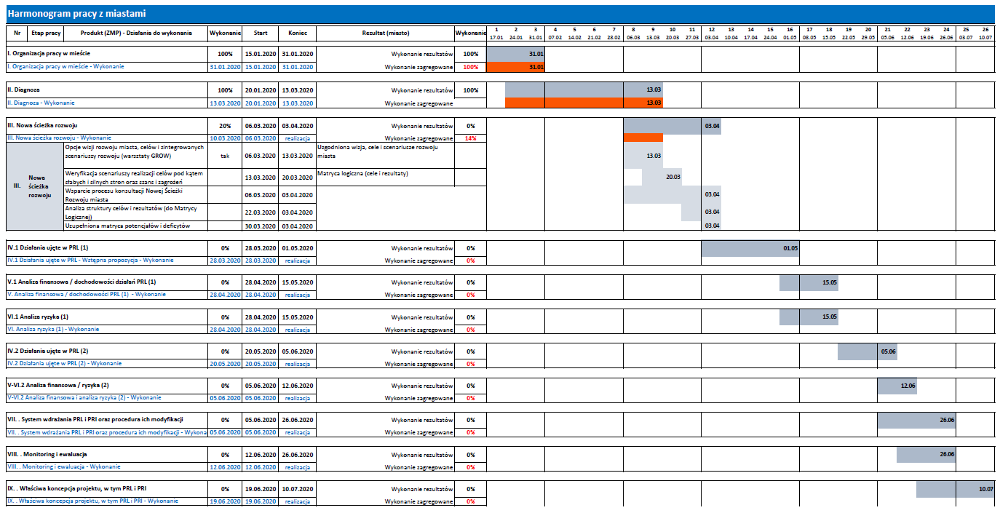 Harmonogram pracy z miastami
Nr Etap pracy Produkt (ZMP) - Działania do wykonania Wykonanie Start Koniec Rezultat (miasto) Wykonanie 1 2 3 4 5 6 7 8 9 10 11 12 13 14 15 16 17 18 19 20 21 22 23 24 25 26
17.01 24.01 31.01 07.02 14.02 21.02 28.02 06.03 13.03 20.03 27.03 03.04 10.04 17.04 24.04 01.05 08.05 15.05 22.05 29.05 05.06 12.06 19.06 26.06 03.07 10.07
I. Organizacja pracy w mieście 100% 15.01.2020 31.01.2020 Wykonanie rezultatów 100% 31.01
I. Organizacja pracy w mieście - Wykonanie 31.01.2020 15.01.2020 31.01.2020 Wykonanie zagregowane 100% 31.01
II. Diagnoza 100% 20.01.2020 13.03.2020 Wykonanie rezultatów 100% 13.03
II. Diagnoza - Wykonanie 13.03.2020 20.01.2020 13.03.2020 Wykonanie zagregowane 13.03
III. Nowa ścieżka rozwoju 20% 06.03.2020 03.04.2020 Wykonanie rezultatów 0% 03.04
III. Nowa ścieżka rozwoju - Wykonanie 10.03.2020 06.03.2020 realizacja Wykonanie zagregowane 14%
III. Nowa
ścieżka
rozwoju
Opcje wizji rozwoju miasta, celów i zintegrowanych
scenariuszy rozwoju (warsztaty GROW) tak 06.03.2020 13.03.2020 Uzgodniona wizja, cele i scenariusze rozwoju
miasta 13.03
Weryfikacja scenariuszy realizacji celów pod kątem
słabych i silnych stron oraz szans i zagrożeń 13.03.2020 20.03.2020 Matryca logiczna (cele i rezultaty) 20.03
Wsparcie procesu konsultacji Nowej Ścieżki
Rozwoju miasta 06.03.2020 03.04.2020 03.04
Analiza struktury celów i rezultatów (do Matrycy
Logicznej) 22.03.2020 03.04.2020 03.04
Uzupełniona matryca potencjałów i deficytów 30.03.2020 03.04.2020 03.04
IV.1 Działania ujęte w PRL (1) 0% 28.03.2020 01.05.2020 Wykonanie rezultatów 0% 01.05
IV.1 Działania ujęte w PRL - Wstępna propozycja - Wykonanie 28.03.2020 28.03.2020 realizacja Wykonanie zagregowane 0%
V.1 Analiza finansowa / dochodowości działań PRL (1) 0% 28.04.2020 15.05.2020 Wykonanie rezultatów 0% 15.05
V. Analiza finansowa / dochodowości PRL (1) - Wykonanie 28.04.2020 28.04.2020 realizacja Wykonanie zagregowane 0%
VI.1 Analiza ryzyka (1) 0% 28.04.2020 15.05.2020 Wykonanie rezultatów 0% 15.05
VI. Analiza ryzyka (1) - Wykonanie 28.04.2020 28.04.2020 realizacja Wykonanie zagregowane 0%
IV.2 Działania ujęte w PRL (2) 0% 20.05.2020 05.06.2020 Wykonanie rezultatów 0% 05.06
IV.2 Działania ujęte w PRL (2) - Wykonanie 20.05.2020 20.05.2020 realizacja Wykonanie zagregowane 0%
V-VI.2 Analiza finansowa / ryzyka (2) 0% 05.06.2020 12.06.2020 Wykonanie rezultatów 0% 12.06
V-VI.2 Analiza finansowa i analiza ryzyka (2) - Wykonanie 05.06.2020 05.06.2020 realizacja Wykonanie zagregowane 0%
VII. . System wdrażania PRL i PRI oraz procedura ich modyfikacji 0% 05.06.2020 26.06.2020 Wykonanie rezultatów 0% 26.06
VII. . System wdrażania PRL i PRI oraz procedura ich modyfikacji - Wykona 05.06.2020 05.06.2020 realizacja Wykonanie zagregowane 0%
VIII. . Monitoring i ewaluacja 0% 12.06.2020 26.06.2020 Wykonanie rezultatów 0% 26.06
VIII. . Monitoring i ewaluacja - Wykonanie 12.06.2020 12.06.2020 realizacja Wykonanie zagregowane 0%
IX. . Właściwa koncepcja projektu, w tym PRL i PRI 0% 19.06.2020 10.07.2020 Wykonanie rezultatów 0% 10.07
IX. . Właściwa koncepcja projektu, w tym PRL i PRI - Wykonanie 19.06.2020 19.06.2020 realizacja Wykonanie zagregowane 0%